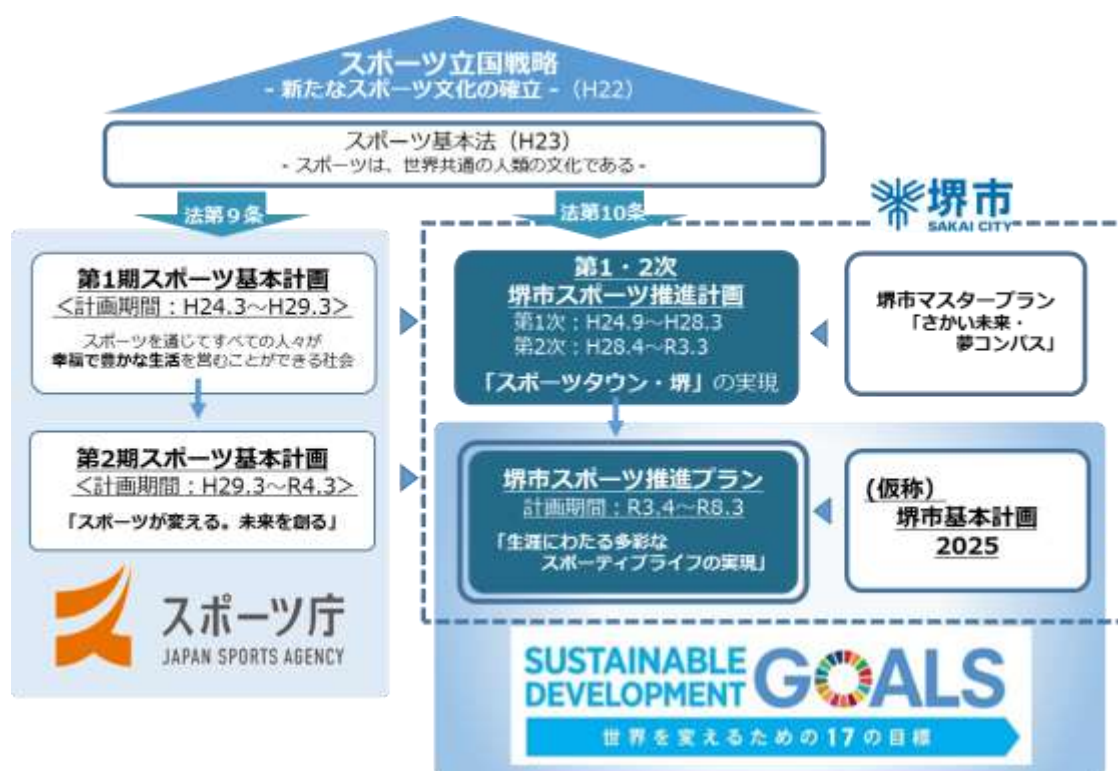 スポーツ立国戦略
- 新たなスポーツ文化の確立 -（H22）
スポーツ基本法（H23）
- スポーツは、世界共通の人類の文化である -
法第9条
法第10条
堺市
SAKAI CITY
第1期スポーツ基本計画
<計画期間：H24.3～H29.3>
スポーツを通じてすべての人々が
幸福で豊かな生活を営むことができる社会
第2期スポーツ基本計画
<計画期間：H29.3～R4.3>
「スポーツが変える。未来を創る」
スポーツ庁
JAPAN SPORTS AGENCY
第1・2次
堺市スポーツ推進計画
第1次：H24.9～H28.3
第2次：H28.4～R3.3
「スポーツタウン・堺」の実現
堺市マスタープラン
「さかい未来・
夢コンパス」
堺市スポーツ推進プラン
計画期間：R3.4～R8.3
「生涯にわたる多彩な
スポーティブライフの実現」
(仮称）
堺市基本計画
2025
SUSTAINABLE
DEVELOPMENT
GOALS
世界を変えるための17の目標